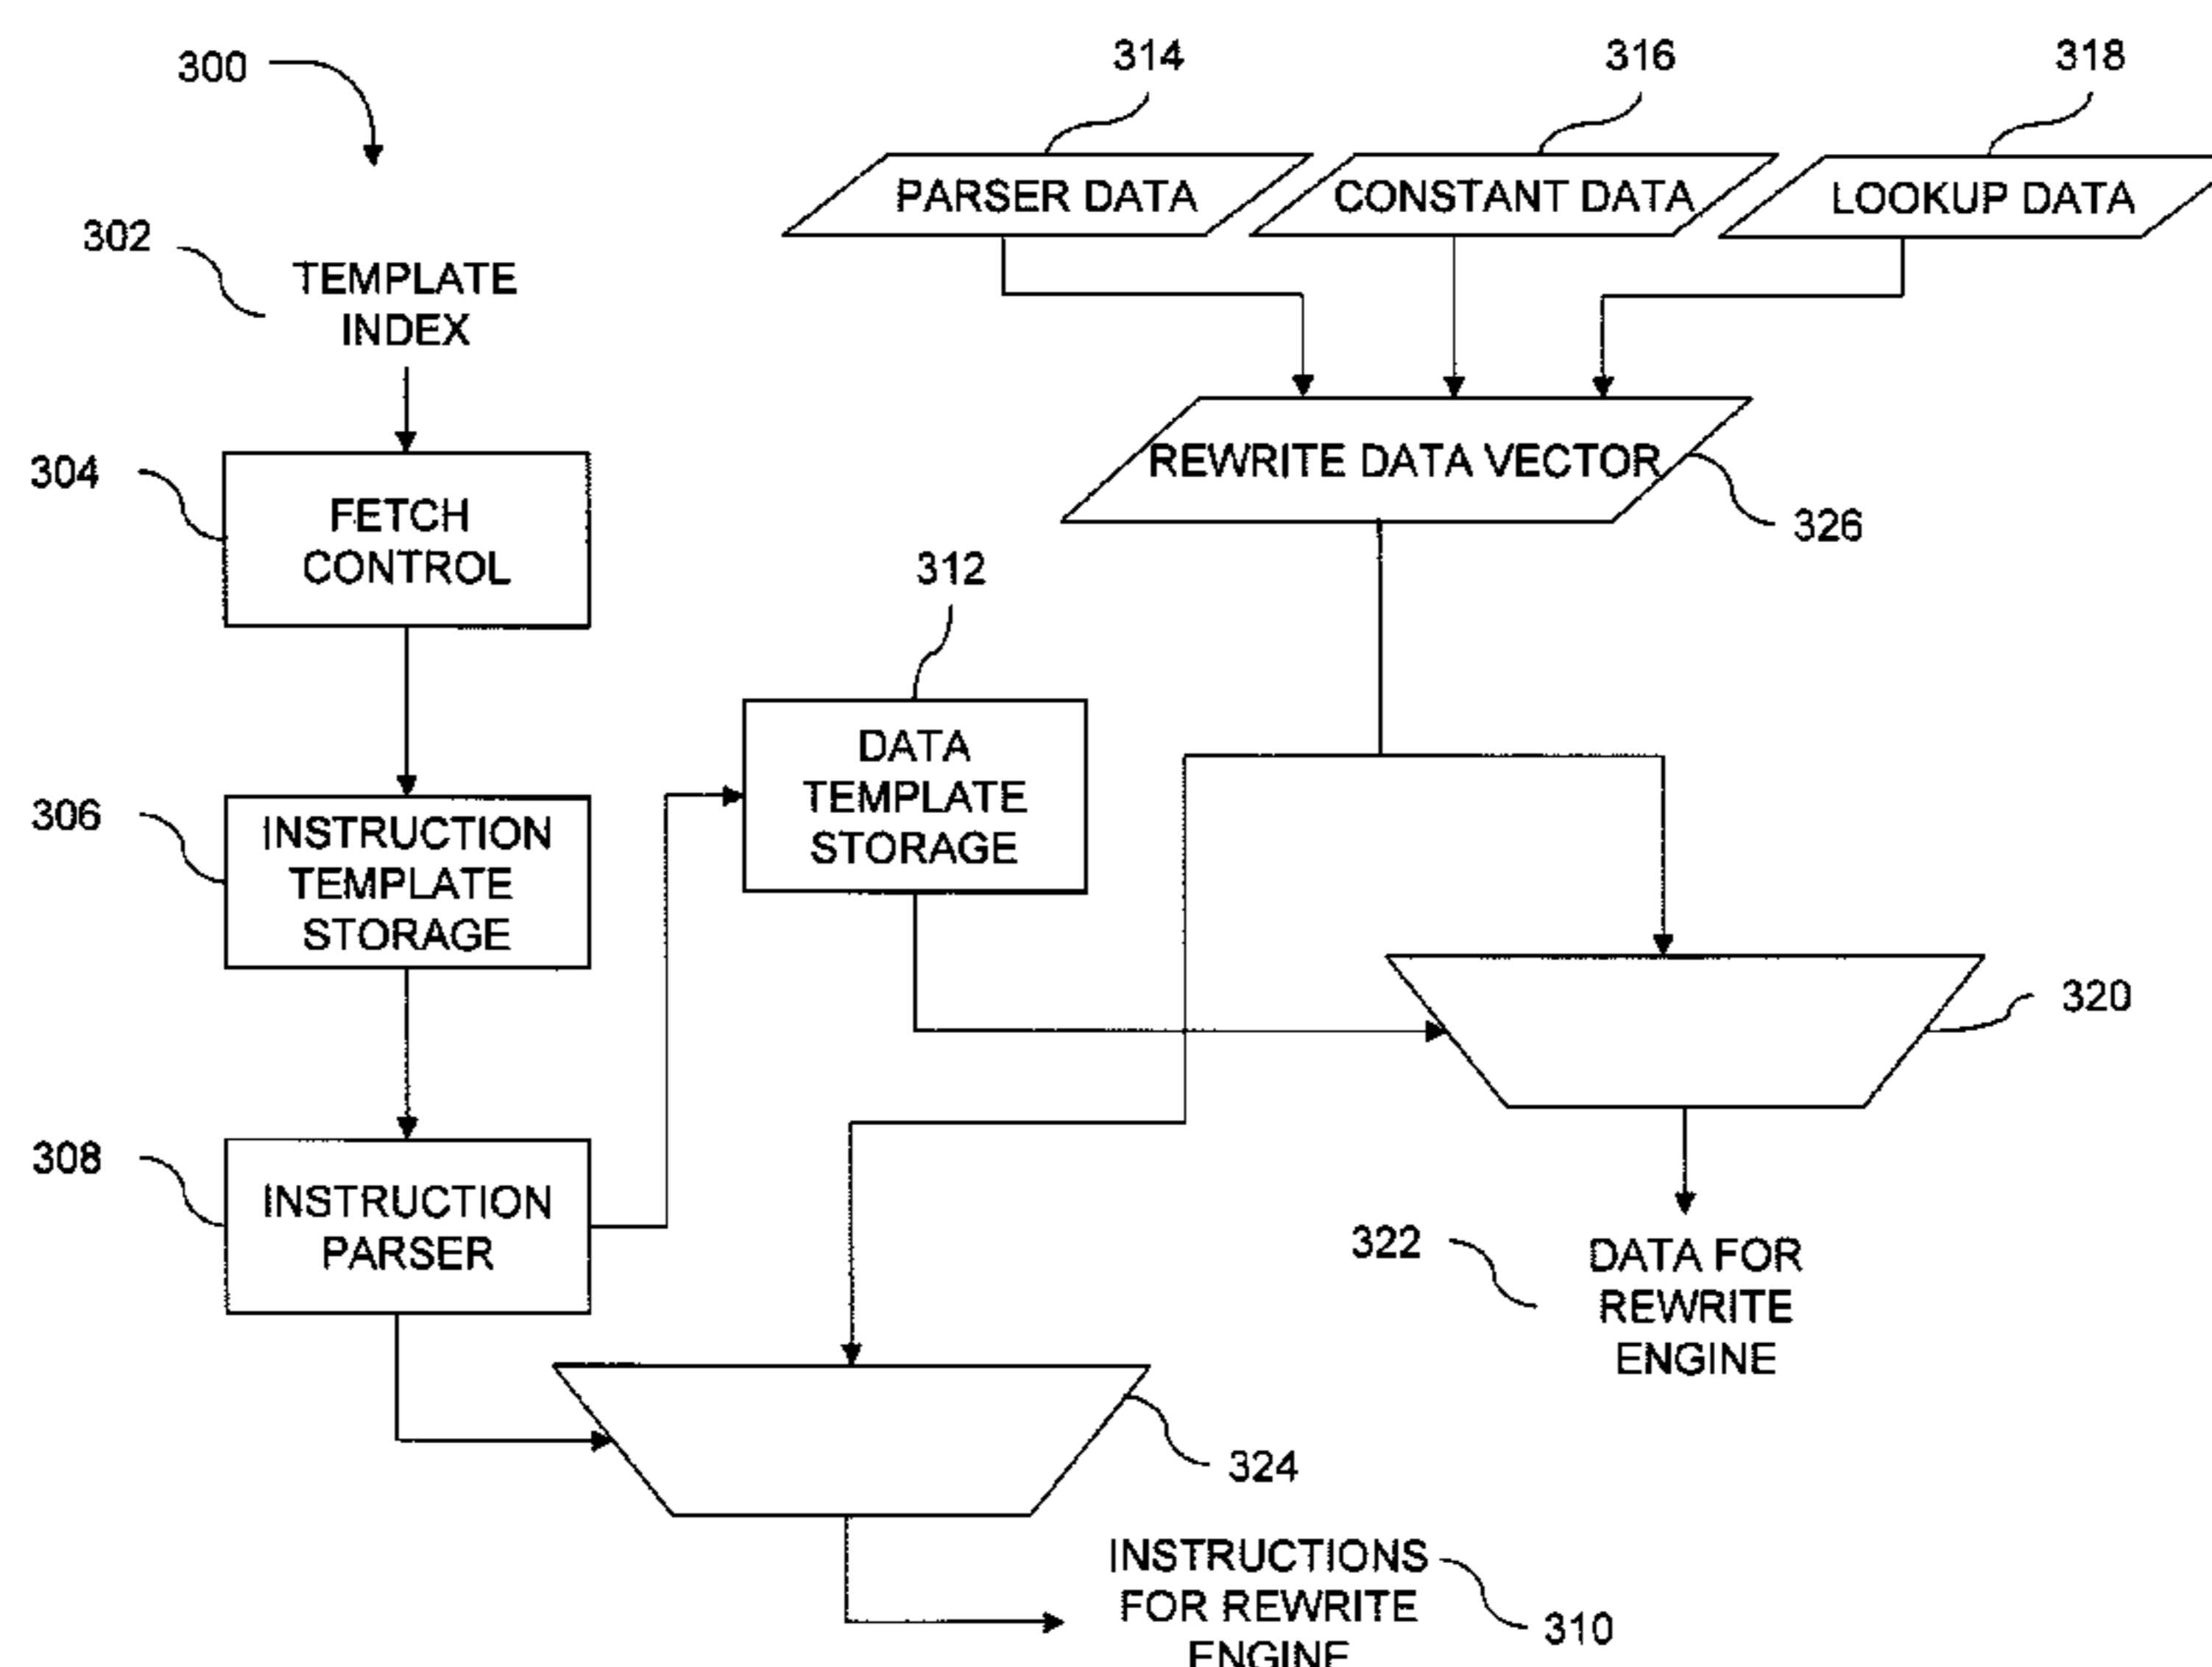 300
314
316
318
PARSER DATA
CONSTANT DATA
LOOKUP DATA
302
TEMPLATE
INDEX
304
FETCH
CONTROL
REWRITE DATA VECTOR
326
312
DATA
TEMPLATE
STORAGE
306
INSTRUCTION
TEMPLATE
STORAGE
320
308
INSTRUCTION
PARSER
322
DATA FOR
REWRITE
ENGINE
324
INSTRUCTIONS
FOR REWRITE
ENGINE
310